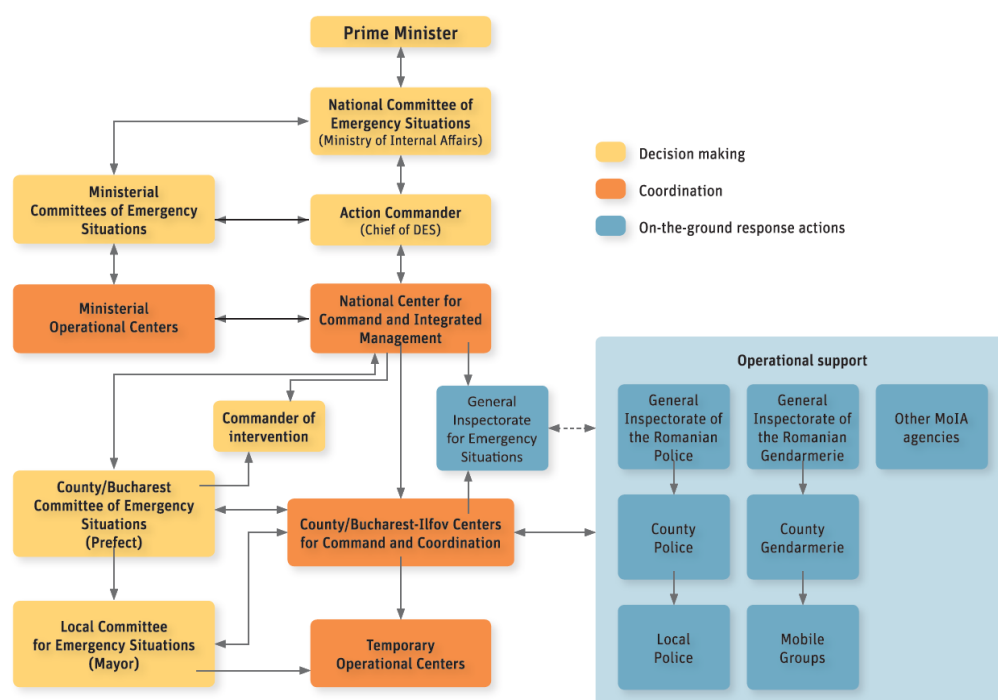 Prime Minister
National Committee of
Emergency Situations
(Ministry of Internal Affairs)
Decision making
Coordination
On-the-ground response actions
Ministerial
Committees of Emergency
Situations
Action Commander
(Chief of DES)
Ministerial
Operational Centers
National Center for
Command and Integrated
Management
Commander of
intervention
General
Inspectorate
for Emergency
Situations
Operational support
General
Inspectorate of
the Romanian
Police
General
Inspectorate of
the Romanian
Gendarmerie
Other MoIA
agencies
County/Bucharest
Committee of Emergency
Situations
(Prefect)
County/Bucharest-Ilfov Centers
for Command and Coordination
County
Police
County
Gendarmerie
Local Committee
for Emergency Situations
(Mayor)
Temporary
Operational Centers
Local
Police
Mobile
Groups